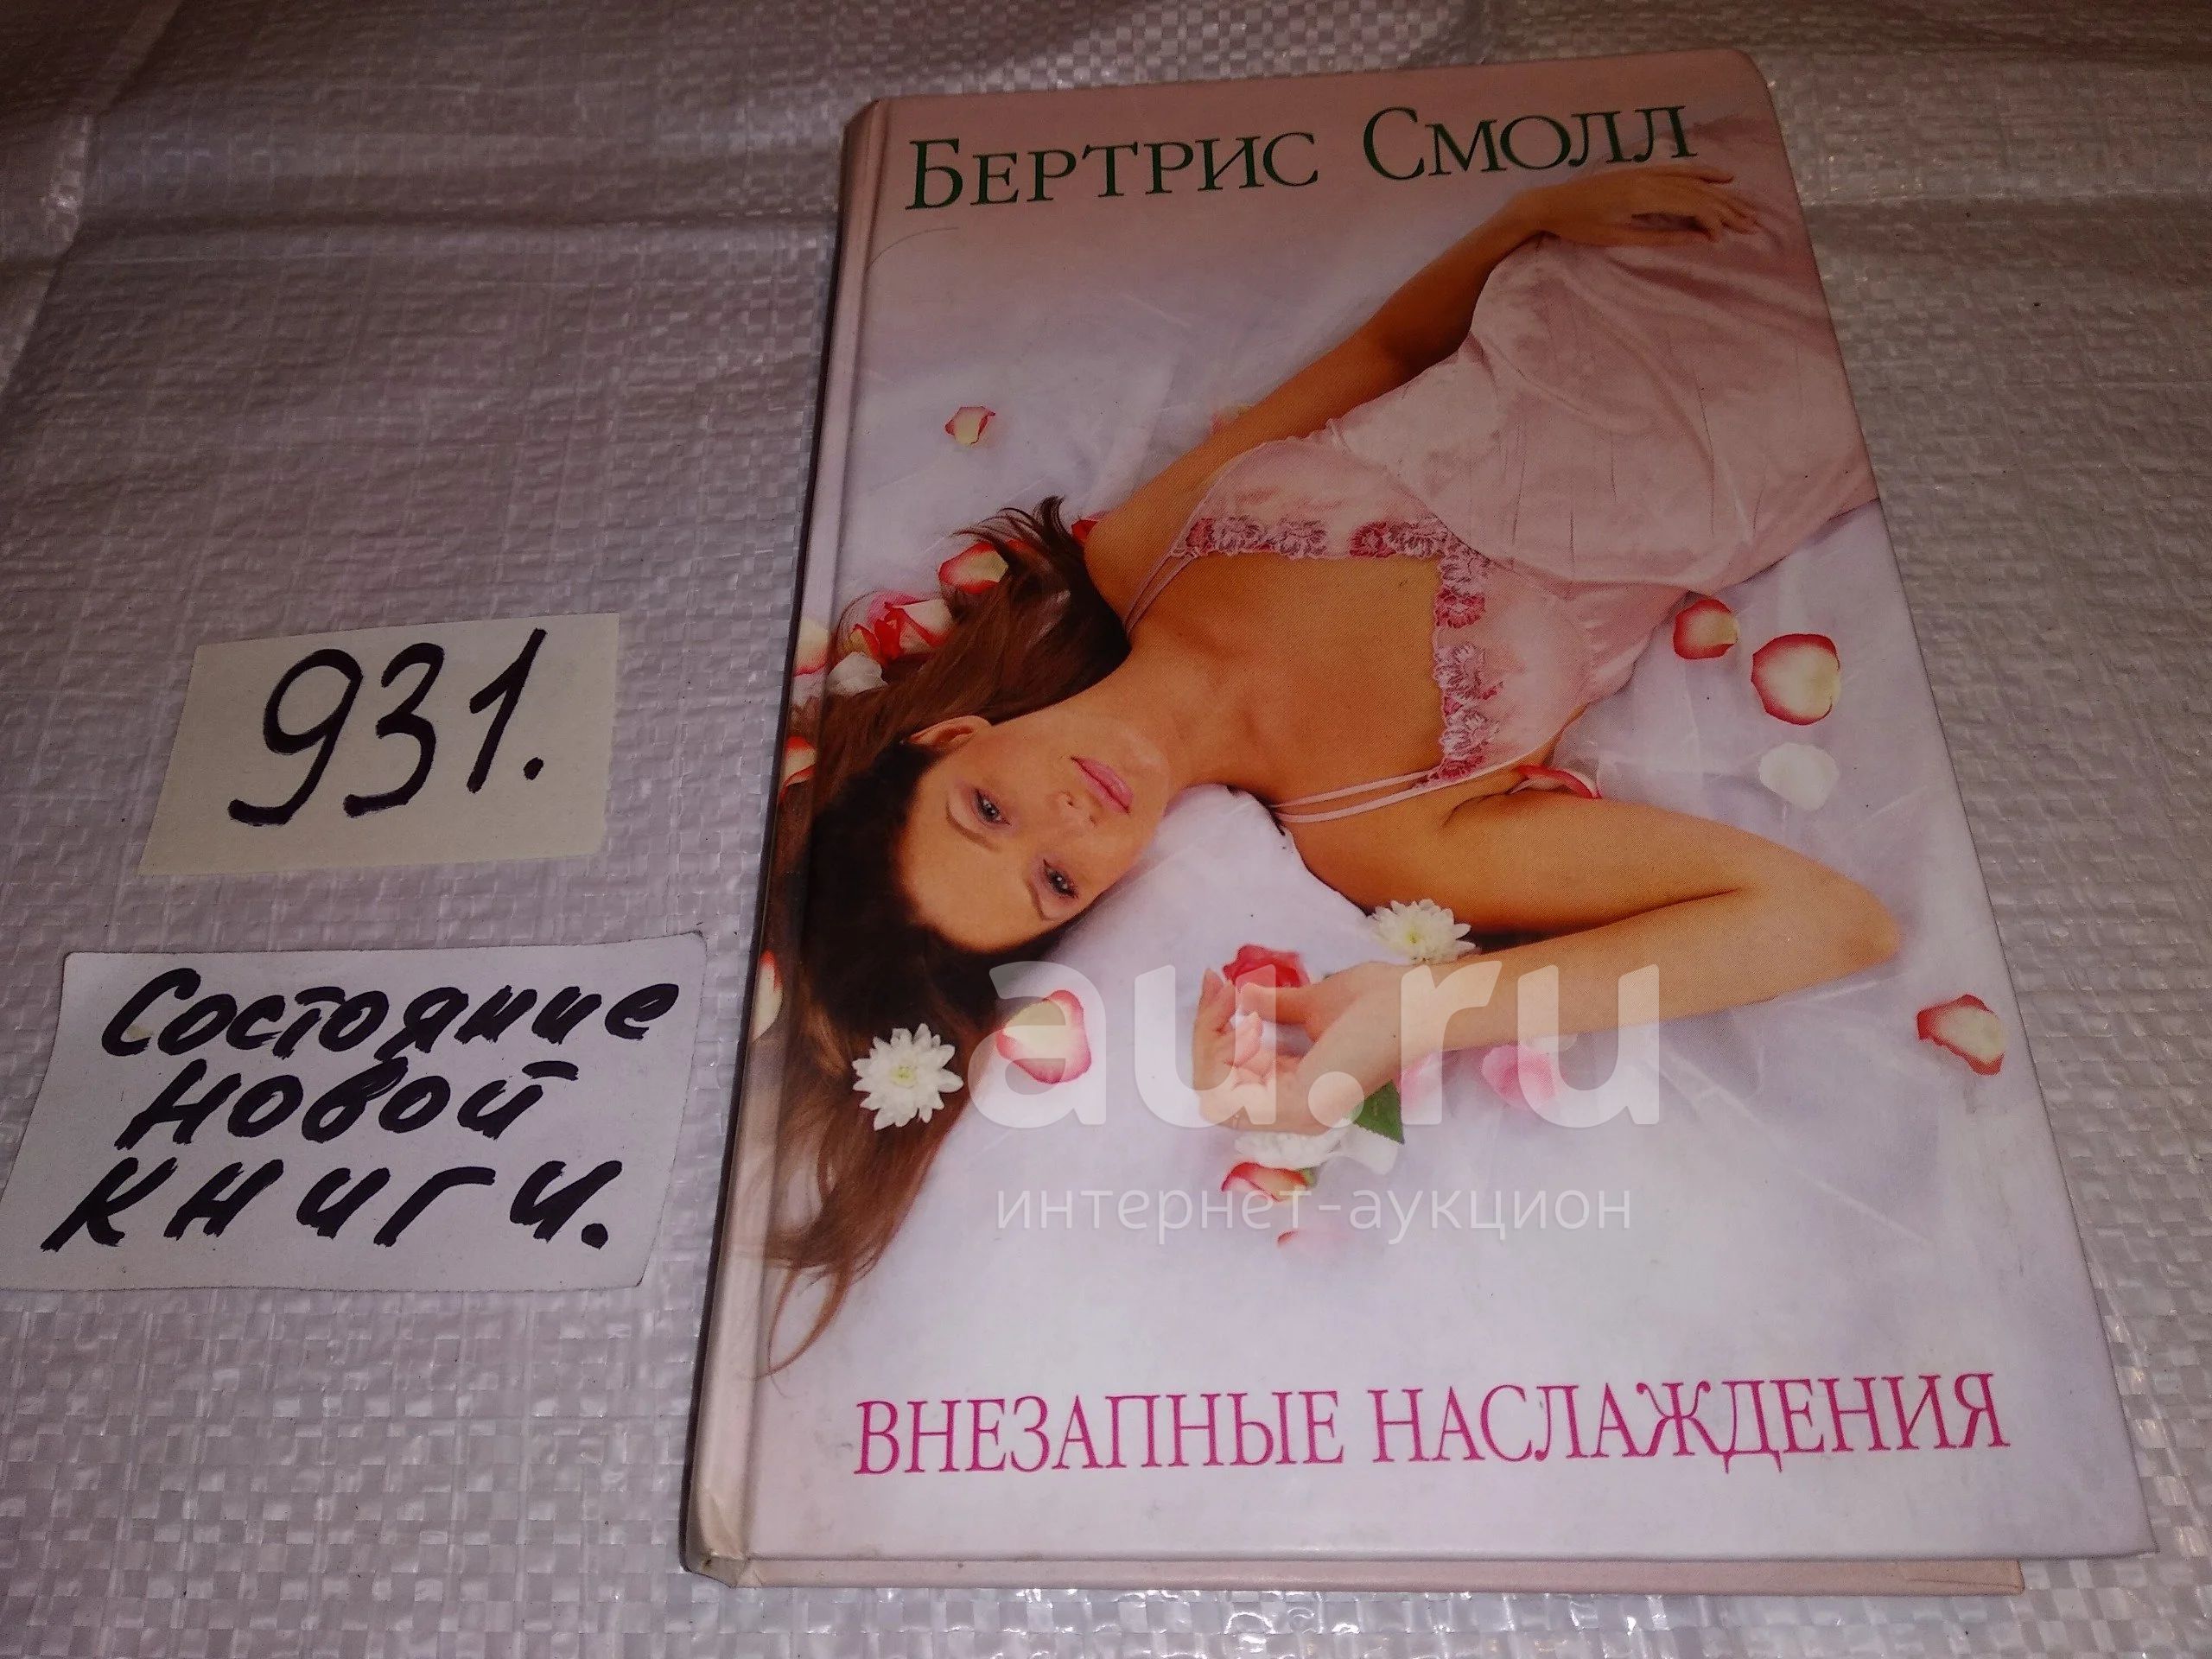 Бертрис Смолл
931.
Состояние
новой
книги.
au.ru
интернет-аукцион
ВНЕЗАПНЫЕ НАСЛАЖДЕНИЯ